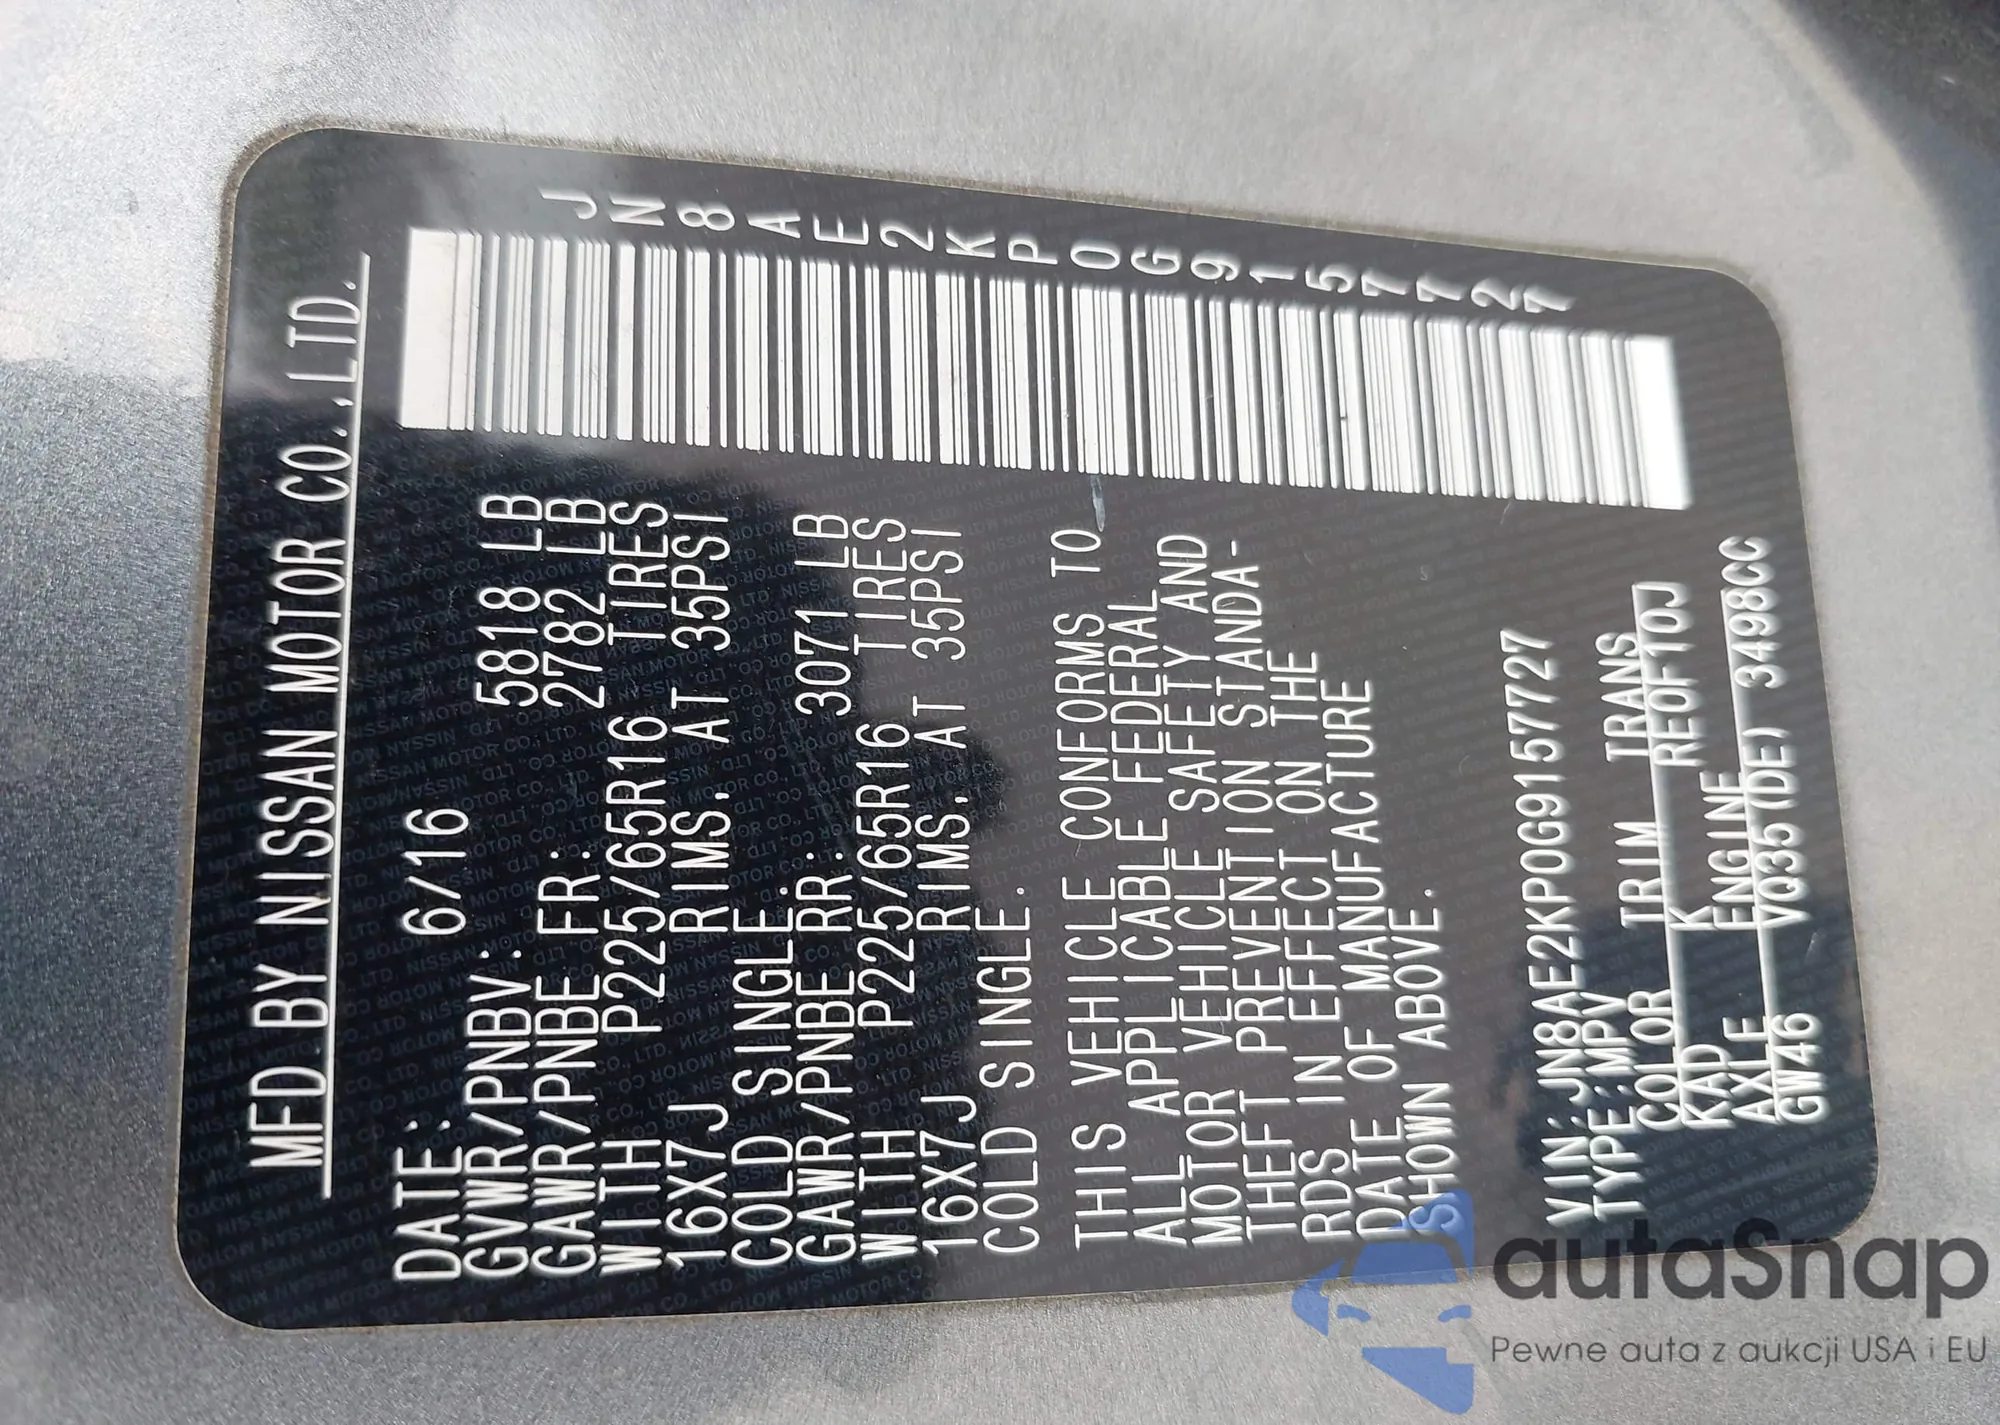 MFD.BY NISSAN MOTOR CO.,LTD.
DATE: 6/16
GVWR/PNBV: 5818 LB
GAWR/PNBE FR: 2782 LB
WITH P225/65R16 TIRES
16X7J RIMS, AT 35PSI
COLD SINGLE.
GAWR/PNBE RR: 3071 LB
WITH P225/65R16 TIRES
16X7J RIMS, AT 35PSI
COLD SINGLE.
THIS VEHICLE CONFORMS TO
ALL APPLICABLE FEDERAL
MOTOR VEHICLE SAFETY AND
THEFT PREVENTION STANDA-
RDS IN EFFECT ON THE
DATE OF MANUFACTURE
SHOWN ABOVE.
JN8AE2KP0G9157727
VIN:JN8AE2KP0G9157727
TYPE:MPV
COLOR TRIM TRANS
KAD K RE0F10J
AXLE ENGINE
GW46 VQ35(DE) 3498CC
autaSnap
Pewne auta z aukcji USA i EU